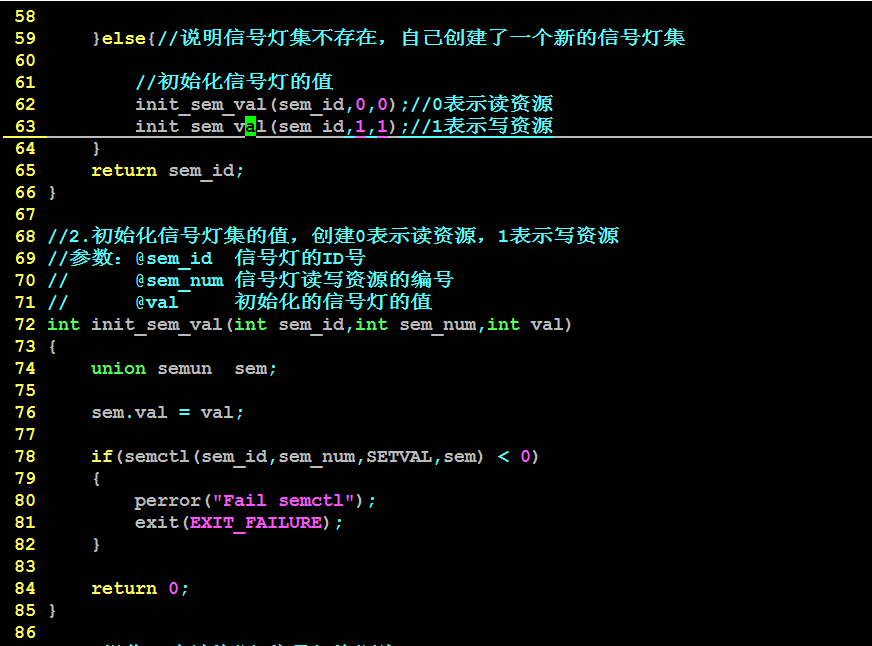 58
59     }else{//说明信号灯集不存在，自己创建了一个新的信号灯集
60
61         //初始化信号灯的值
62         init_sem_val(sem_id,0,0);//0表示读资源
63         init_sem_val(sem_id,1,1);//1表示写资源
64     }
65     return sem_id;
66 }
67
68 //2.初始化信号灯集的值，创建0表示读资源，1表示写资源
69 //参数：@sem_id  信号灯的ID号
70 //      @sem_num 信号灯读写资源的编号
71 //      @val     初始化的信号灯的值
72 int init_sem_val(int sem_id,int sem_num,int val)
73 {
74     union semun  sem;
75
76     sem.val = val;
77
78     if(semctl(sem_id,sem_num,SETVAL,sem) < 0)
79     {
80         perror("Fail semctl");
81         exit(EXIT_FAILURE);
82     }
83
84     return 0;
85 }
86